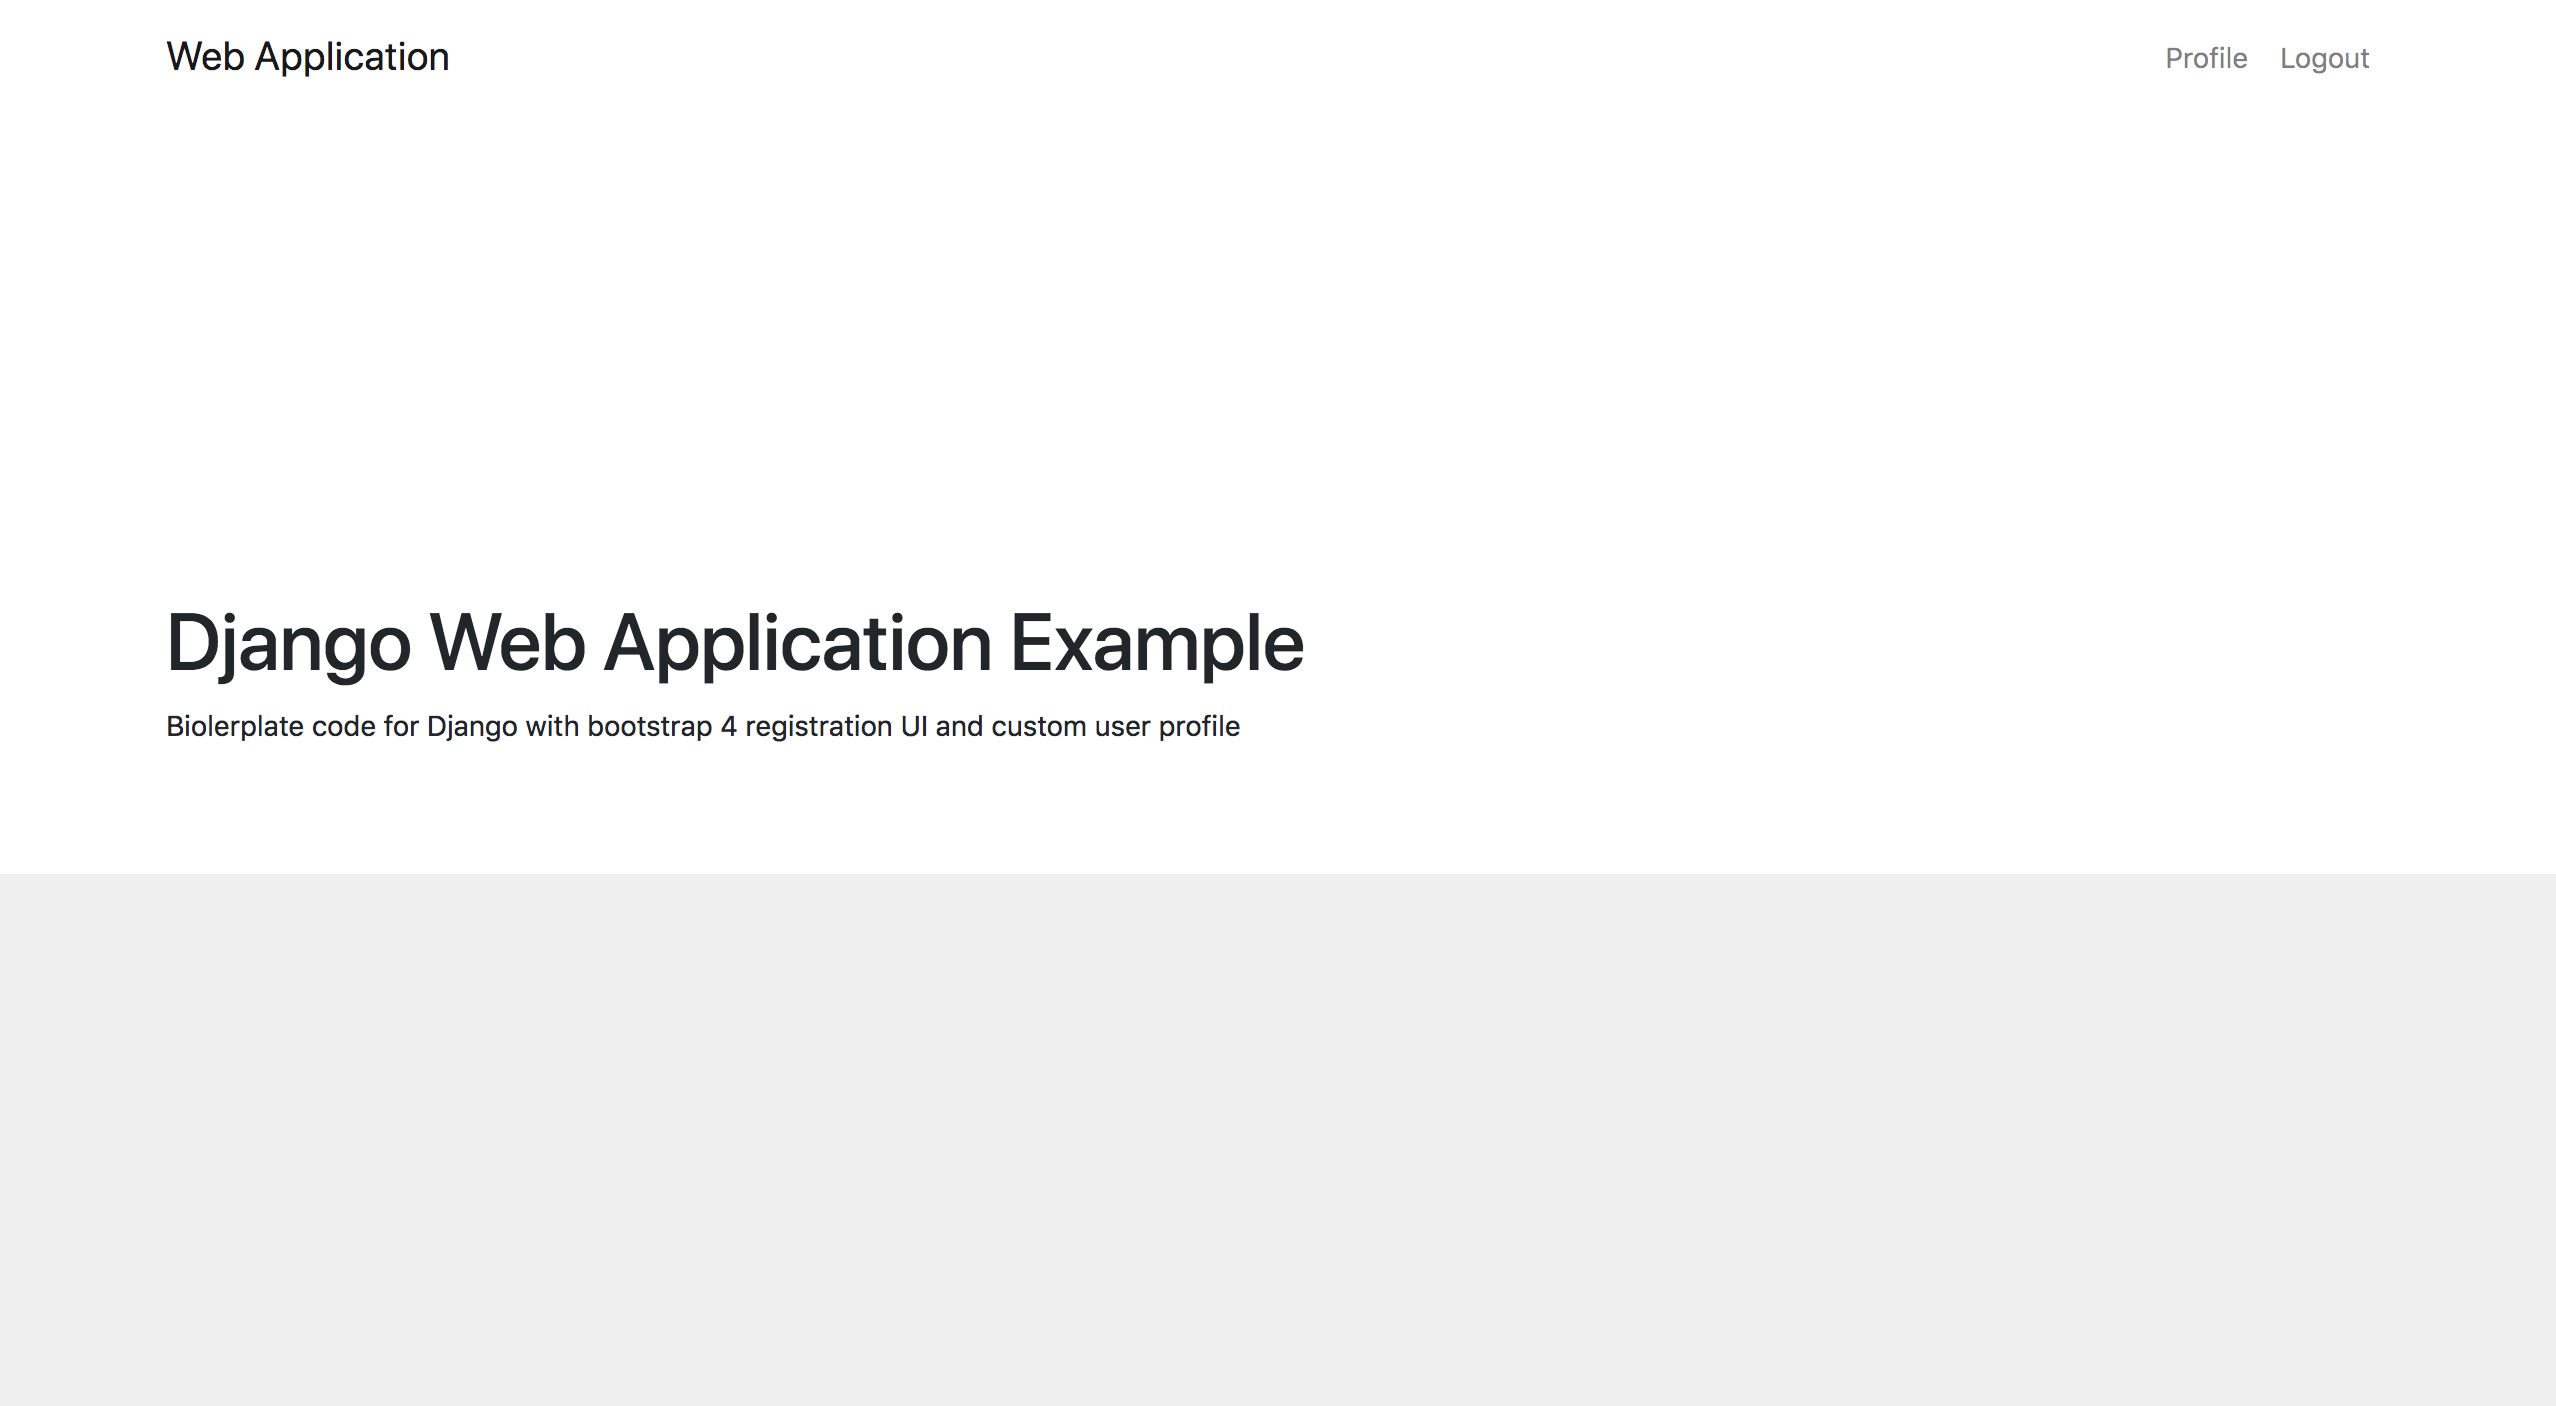 Web Application
Profile Logout
Django Web Application Example
Biolerplate code for Django with bootstrap 4 registration UI and custom user profile